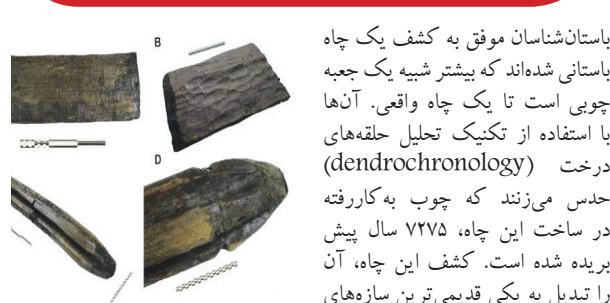 باستان‌شناسان موفق به کشف یک چاه
باستانی شده‌اند که بیشتر شبیه یک جعبه
چوبی است تا یک چاه واقعی. آن‌ها
با استفاده از تکنیک تحلیل حلقه‌های
درخت (dendrochronology)
حدس می‌زنند که چوب به‌کاررفته
در ساخت این چاه، ۷۲۷۵ سال پیش
بریده شده است. کشف این چاه، آن
را تبدیل به یکی قدیمی‌ترین سازه‌های
B
D